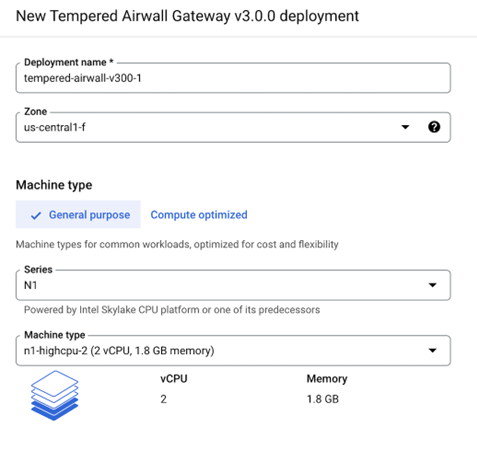 New Tempered Airwall Gateway v3.0.0 deployment
Deployment name *
tempered-airwall-v300-1
Zone
us-central1-f
?
Machine type
General purpose
Compute optimized
Machine types for common workloads, optimized for cost and flexibility
Series
N1
Powered by Intel Skylake CPU platform or one of its predecessors
Machine type
n1-highcpu-2 (2 vCPU, 1.8 GB memory)
vCPU
Memory
2
1.8 GB